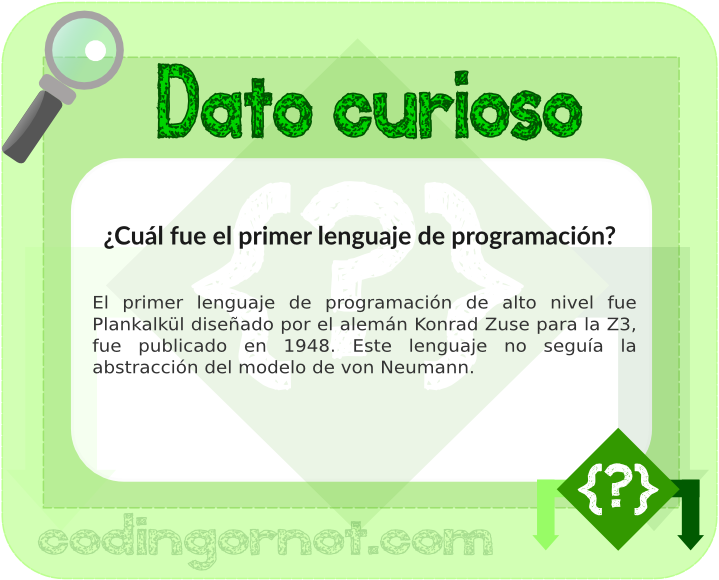 Dato curioso
¿Cuál fue el primer lenguaje de programación?
El primer lenguaje de programación de alto nivel fue
Plankalkül diseñado por el alemán Konrad Zuse para la Z3,
fue publicado en 1948. Este lenguaje no seguía la
abstracción del modelo de von Neumann.
{?}
codingornot.com